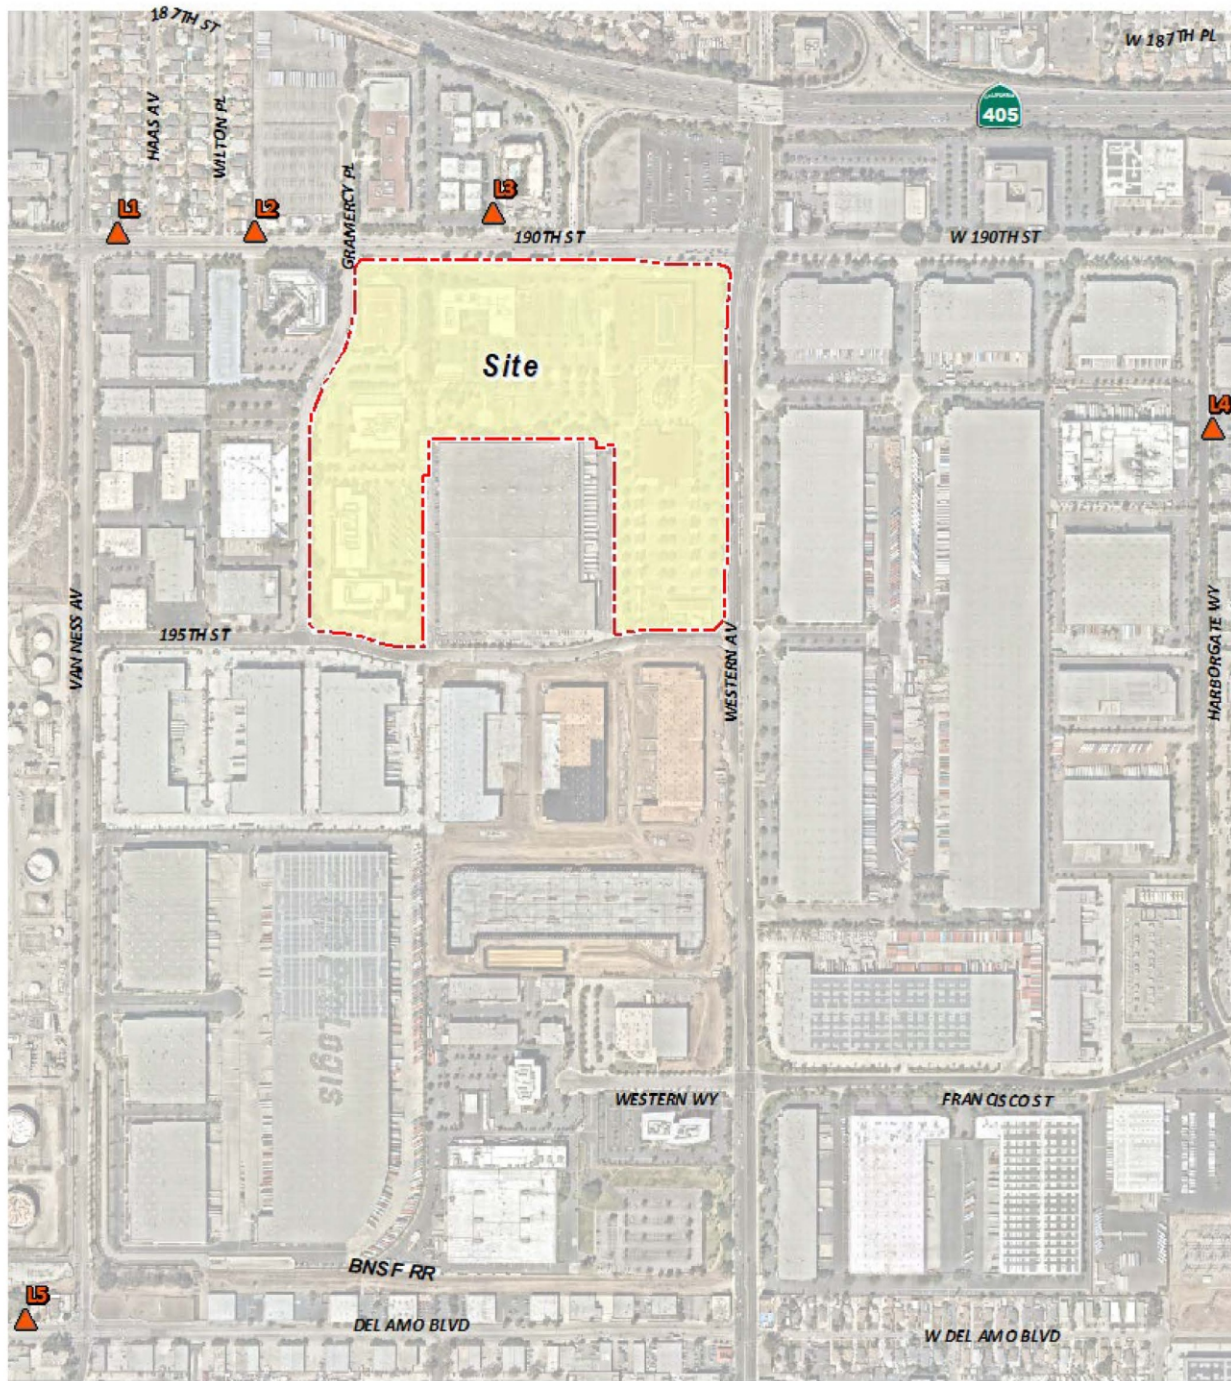 187TH ST
W 187TH PL
HAAS AV
WILTON PL
CALIFORNIA
405
GRAMERCY PL
L1
L2
L3
190TH ST
W 190TH ST
Site
L4
VAN NESS AV
195TH ST
WESTERN AV
HARBORGATE WY
WESTERN WY
FRANCISCO ST
BNSF RR
L5
DEL AMO BLVD
W DEL AMO BLVD